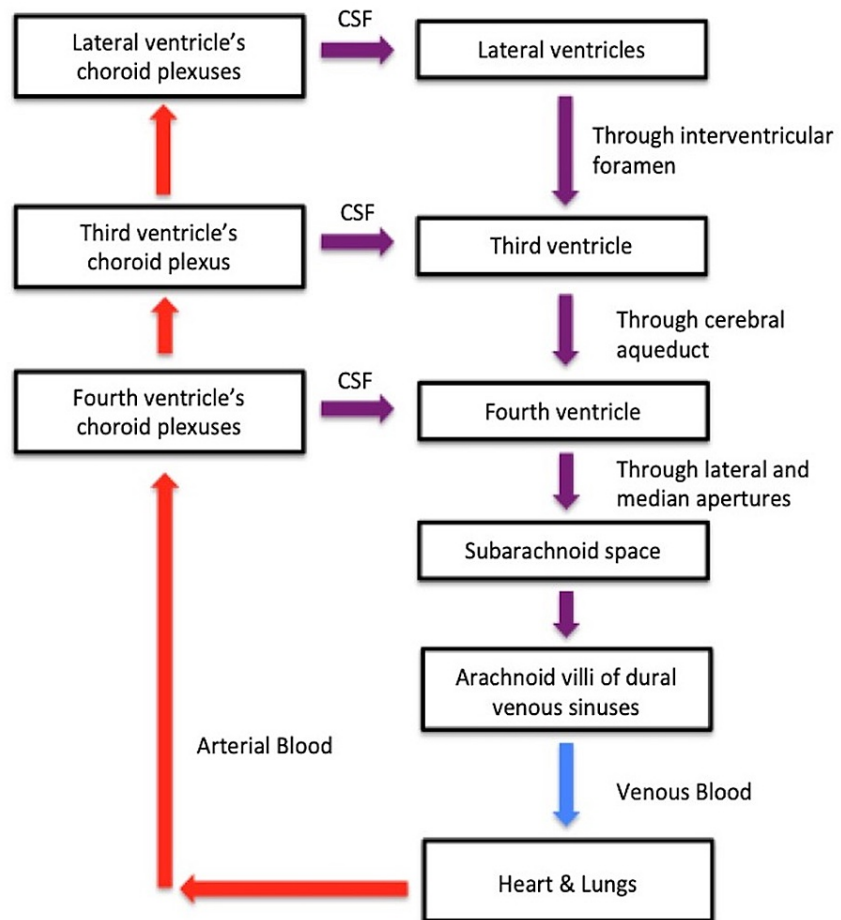 CSF
Lateral ventricle's
choroid plexuses
Lateral ventricles
Through interventricular
foramen
CSF
Third ventricle's
choroid plexus
Third ventricle
Through cerebral
aqueduct
CSF
Fourth ventricle's
choroid plexuses
Fourth ventricle
Through lateral and
median apertures
Subarachnoid space
Arachnoid villi of dural
venous sinuses
Arterial Blood
Venous Blood
Heart & Lungs